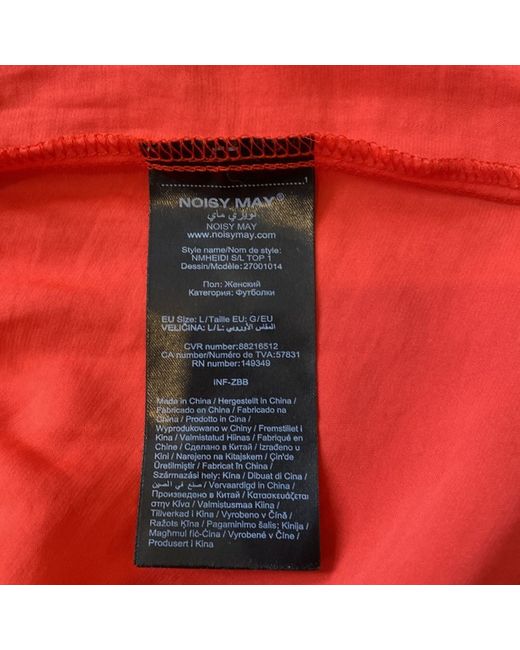 1
NOISY MAY®
نويزي ماي
NOISY MAY
www.noisymay.com
Style name/Nom de style:
NMHEIDI S/L TOP 1
Dessin/Modèle: 27001014
Пол: Женский
Категория: Футболки
EU Size: L/Taille EU: G/EU
VELIČINA: L/L: المقاس الأوروبي
CVR number:88216512
CA number/Numéro de TVA:57831
RN number:149349
INF-ZBB
Made in China / Hergestellt in China /
Fabricado en China / Fabricado na
China / Prodotto in Cina /
Wyprodukowano w Chiny / Fremstillet i
Kina / Valmistatud Hiinas / Fabriqué en
Chine / Сделано в Китай / Izrađeno u
Kini / Narejeno na Kitajskem / Çin'de
Üretilmiştir / Fabricat în China /
Származási hely: Kína / Dibuat di Cina
/ صنع في الصين / Vervaardigd in China /
Произведено в Китай / Κατασκευάζεται
στην Κίνα / Valmistusmaa Kiina /
Tillverkad i Kina / Vyrobeno v Číně /
Ražots Ķīna / Pagaminimo šalis: Kinija/
Magħmul fiċ-Ċina / Vyrobené v Číne /
Produsert i Kina